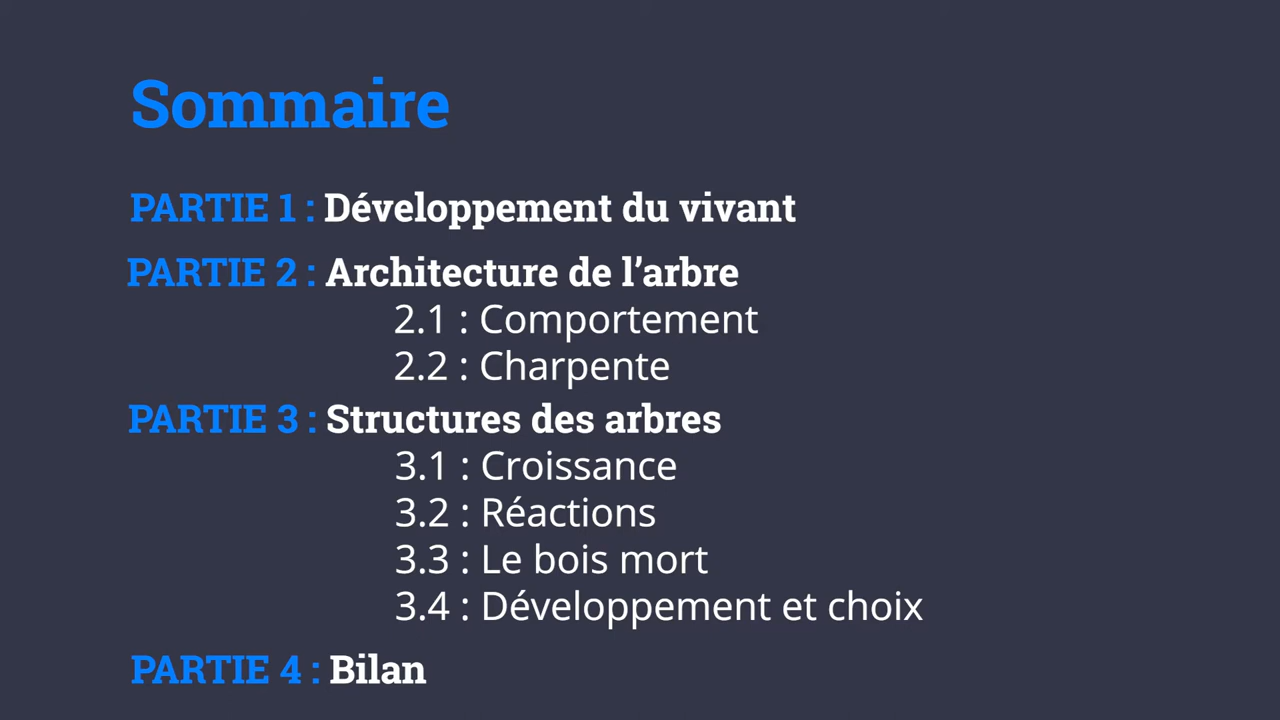 Sommaire
PARTIE 1 : Développement du vivant
PARTIE 2 : Architecture de l’arbre
2.1 : Comportement
2.2 : Charpente
PARTIE 3 : Structures des arbres
3.1 : Croissance
3.2 : Réactions
3.3 : Le bois mort
3.4 : Développement et choix
PARTIE 4 : Bilan